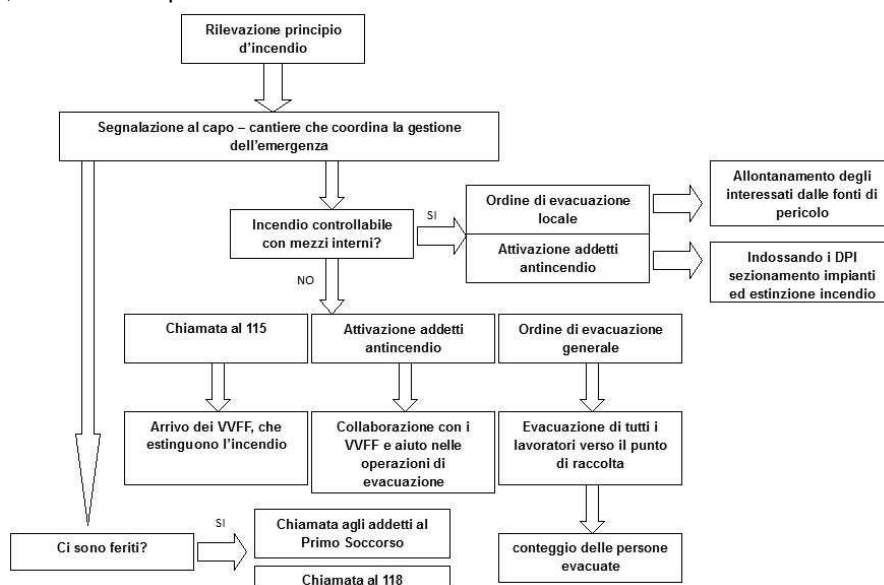 Rilevazione principio
d'incendio
Segnalazione al capo – cantiere che coordina la gestione
dell'emergenza
Incendio controllabile
con mezzi interni?
SI
Ordine di evacuazione
locale
Attivazione addetti
antincendio
Allontanamento degli
interessati dalle fonti di
pericolo
Indossando i DPI
sezionamento impianti
ed estinzione incendio
NO
Chiamata al 115
Attivazione addetti
antincendio
Ordine di evacuazione
generale
Arrivo dei VVFF, che
estinguono l'incendio
Collaborazione con i
VVFF e aiuto nelle
operazioni di
evacuazione
Evacuazione di tutti i
lavoratori verso il punto
di raccolta
Ci sono feriti?
SI
Chiamata agli addetti al
Primo Soccorso
Chiamata al 118
conteggio delle persone
evacuate